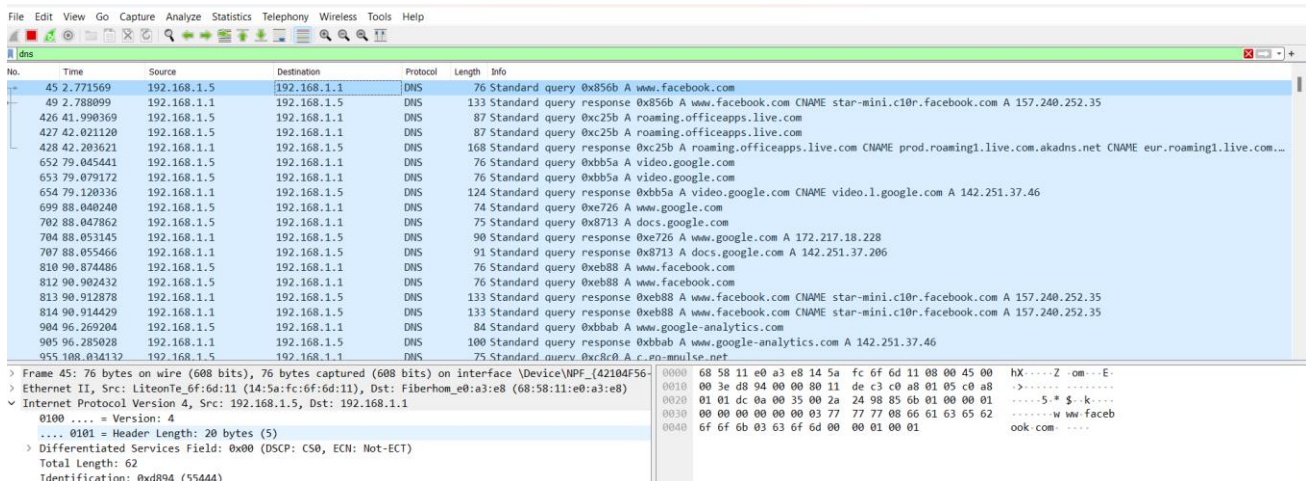 File Edit View Go Capture Analyze Statistics Telephony Wireless Tools Help
dns
No. Time Source Destination Protocol Length Info
45 2.771569 192.168.1.5 192.168.1.1 DNS 76 Standard query 0x856b A www.facebook.com
49 2.788099 192.168.1.1 192.168.1.5 DNS 133 Standard query response 0x856b A www.facebook.com CNAME star-mini.c10r.facebook.com A 157.240.252.35
426 41.990369 192.168.1.5 192.168.1.1 DNS 87 Standard query 0xc25b A roaming.officeapps.live.com
427 42.021120 192.168.1.5 192.168.1.1 DNS 87 Standard query 0xc25b A roaming.officeapps.live.com
428 42.203621 192.168.1.1 192.168.1.5 DNS 168 Standard query response 0xc25b A roaming.officeapps.live.com CNAME prod.roaming1.live.com.akadns.net CNAME eur.roaming1.live.com...
652 79.045441 192.168.1.5 192.168.1.1 DNS 76 Standard query 0xbb5a A video.google.com
653 79.079172 192.168.1.5 192.168.1.1 DNS 76 Standard query 0xbb5a A video.google.com
654 79.120336 192.168.1.1 192.168.1.5 DNS 124 Standard query response 0xbb5a A video.google.com CNAME video.l.google.com A 142.251.37.46
699 88.040240 192.168.1.5 192.168.1.1 DNS 74 Standard query 0xe726 A www.google.com
702 88.047862 192.168.1.5 192.168.1.1 DNS 75 Standard query 0x8713 A docs.google.com
704 88.053145 192.168.1.1 192.168.1.5 DNS 90 Standard query response 0xe726 A www.google.com A 172.217.18.228
707 88.055466 192.168.1.1 192.168.1.5 DNS 91 Standard query response 0x8713 A docs.google.com A 142.251.37.206
810 90.874486 192.168.1.5 192.168.1.1 DNS 76 Standard query 0xeb88 A www.facebook.com
812 90.902432 192.168.1.5 192.168.1.1 DNS 76 Standard query 0xeb88 A www.facebook.com
813 90.912878 192.168.1.1 192.168.1.5 DNS 133 Standard query response 0xeb88 A www.facebook.com CNAME star-mini.c10r.facebook.com A 157.240.252.35
814 90.914429 192.168.1.1 192.168.1.5 DNS 133 Standard query response 0xeb88 A www.facebook.com CNAME star-mini.c10r.facebook.com A 157.240.252.35
904 96.269204 192.168.1.5 192.168.1.1 DNS 84 Standard query 0xbbab A www.google-analytics.com
905 96.285028 192.168.1.1 192.168.1.5 DNS 100 Standard query response 0xbbab A www.google-analytics.com A 142.251.37.46
955 108.034132 192.168.1.5 192.168.1.1 DNS 75 Standard query 0xc8c0 A c.go-mpulse.net
> Frame 45: 76 bytes on wire (608 bits), 76 bytes captured (608 bits) on interface \Device\NPF_{42104F56-
> Ethernet II, Src: LiteonTe_6f:6d:11 (14:5a:fc:6f:6d:11), Dst: Fiberhom_e0:a3:e8 (68:58:11:e0:a3:e8)
Internet Protocol Version 4, Src: 192.168.1.5, Dst: 192.168.1.1
0100 .... = Version: 4
.... 0101 = Header Length: 20 bytes (5)
> Differentiated Services Field: 0x00 (DSCP: CS0, ECN: Not-ECT)
Total Length: 62
Identification: 0xd894 (55444)
0000 68 58 11 e0 a3 e8 14 5a fc 6f 6d 11 08 00 45 00 hX·····Z ·om···E·
0010 00 3e d8 94 00 00 80 11 de c3 c0 a8 01 05 c0 a8 ·>······ ········
0020 01 01 dc 0a 00 35 00 2a 24 98 85 6b 01 00 00 01 ·····5·* $··k····
0030 00 00 00 00 00 00 03 77 77 77 08 66 61 63 65 62 ·······w ww·faceb
0040 6f 6f 6b 03 63 6f 6d 00 00 01 00 01 ook·com· ····